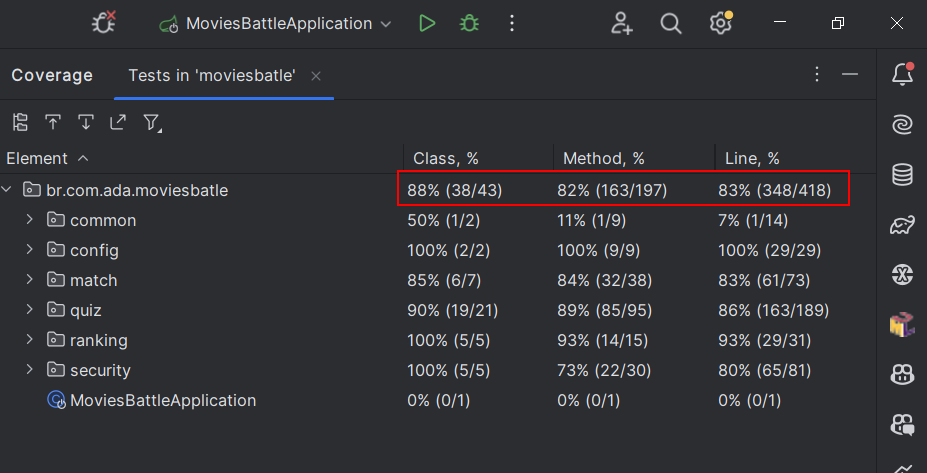 MoviesBattleApplication
Coverage Tests in 'moviesbatle'
Element Class, % Method, % Line, %
br.com.ada.moviesbatle 88% (38/43) 82% (163/197) 83% (348/418)
common 50% (1/2) 11% (1/9) 7% (1/14)
config 100% (2/2) 100% (9/9) 100% (29/29)
match 85% (6/7) 84% (32/38) 83% (61/73)
quiz 90% (19/21) 89% (85/95) 86% (163/189)
ranking 100% (5/5) 93% (14/15) 93% (29/31)
security 100% (5/5) 73% (22/30) 80% (65/81)
MoviesBattleApplication 0% (0/1) 0% (0/1) 0% (0/1)